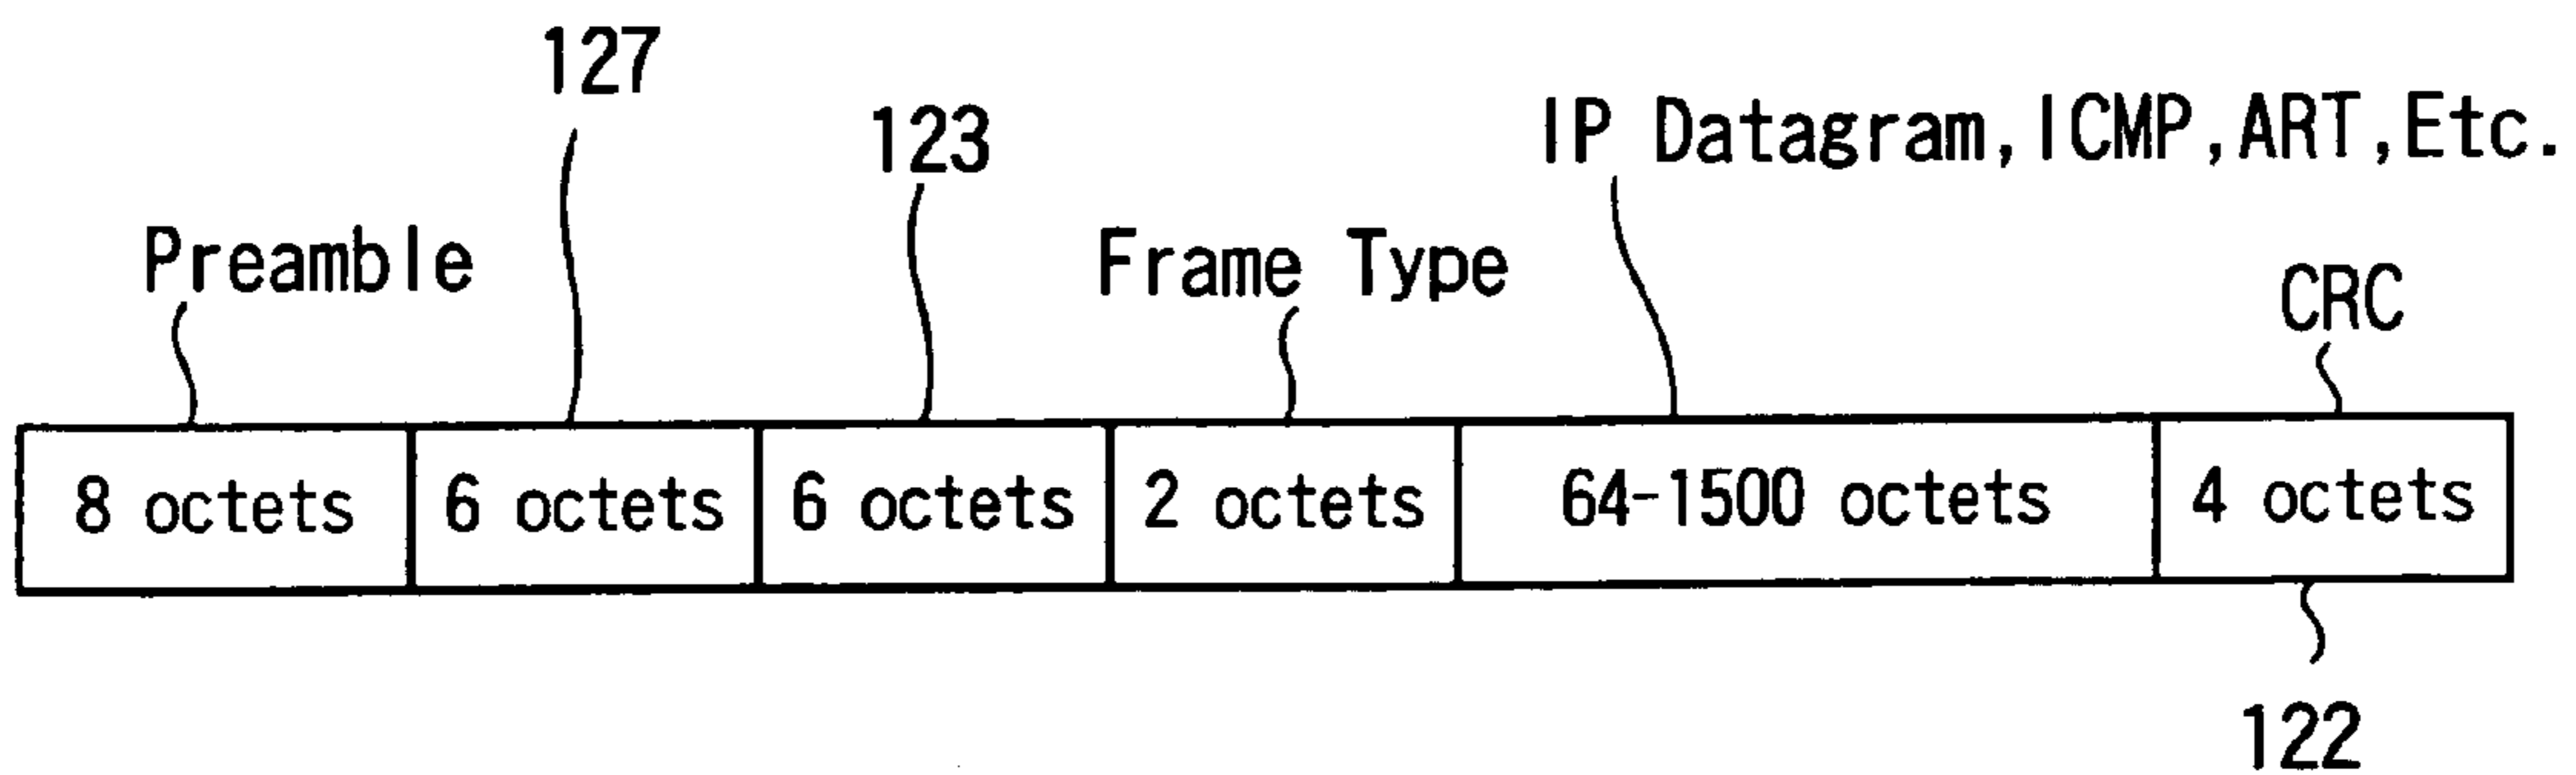 127
123
IP Datagram, ICMP, ART, Etc.
Preamble
Frame Type
CRC
8 octets
6 octets
6 octets
2 octets
64-1500 octets
4 octets
122